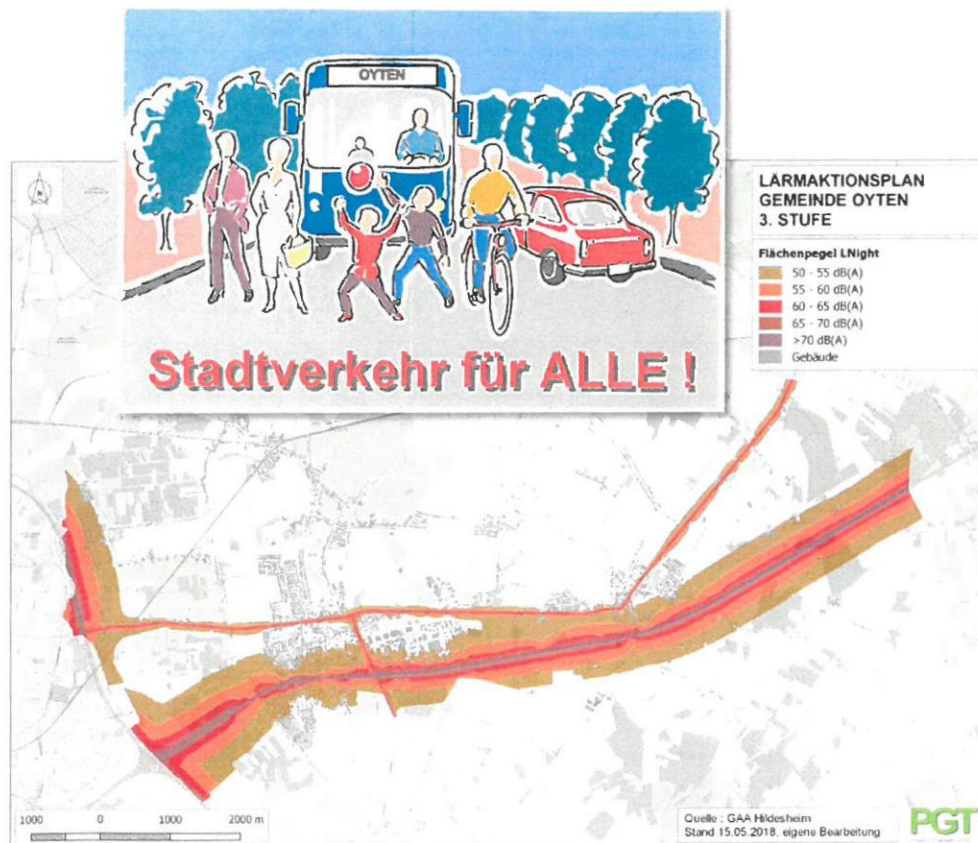 OYTEN
Stadtverkehr für ALLE !
LÄRMAKTIONSPLAN
GEMEINDE OYTEN
3. STUFE
Flächenpegel LNight
50 - 55 dB(A)
55 - 60 dB(A)
60 - 65 dB(A)
65 - 70 dB(A)
>70 dB(A)
Gebäude
N
1000 0 1000 2000 m
Quelle : GAA Hildesheim
Stand 15.05.2018, eigene Bearbeitung
PGT